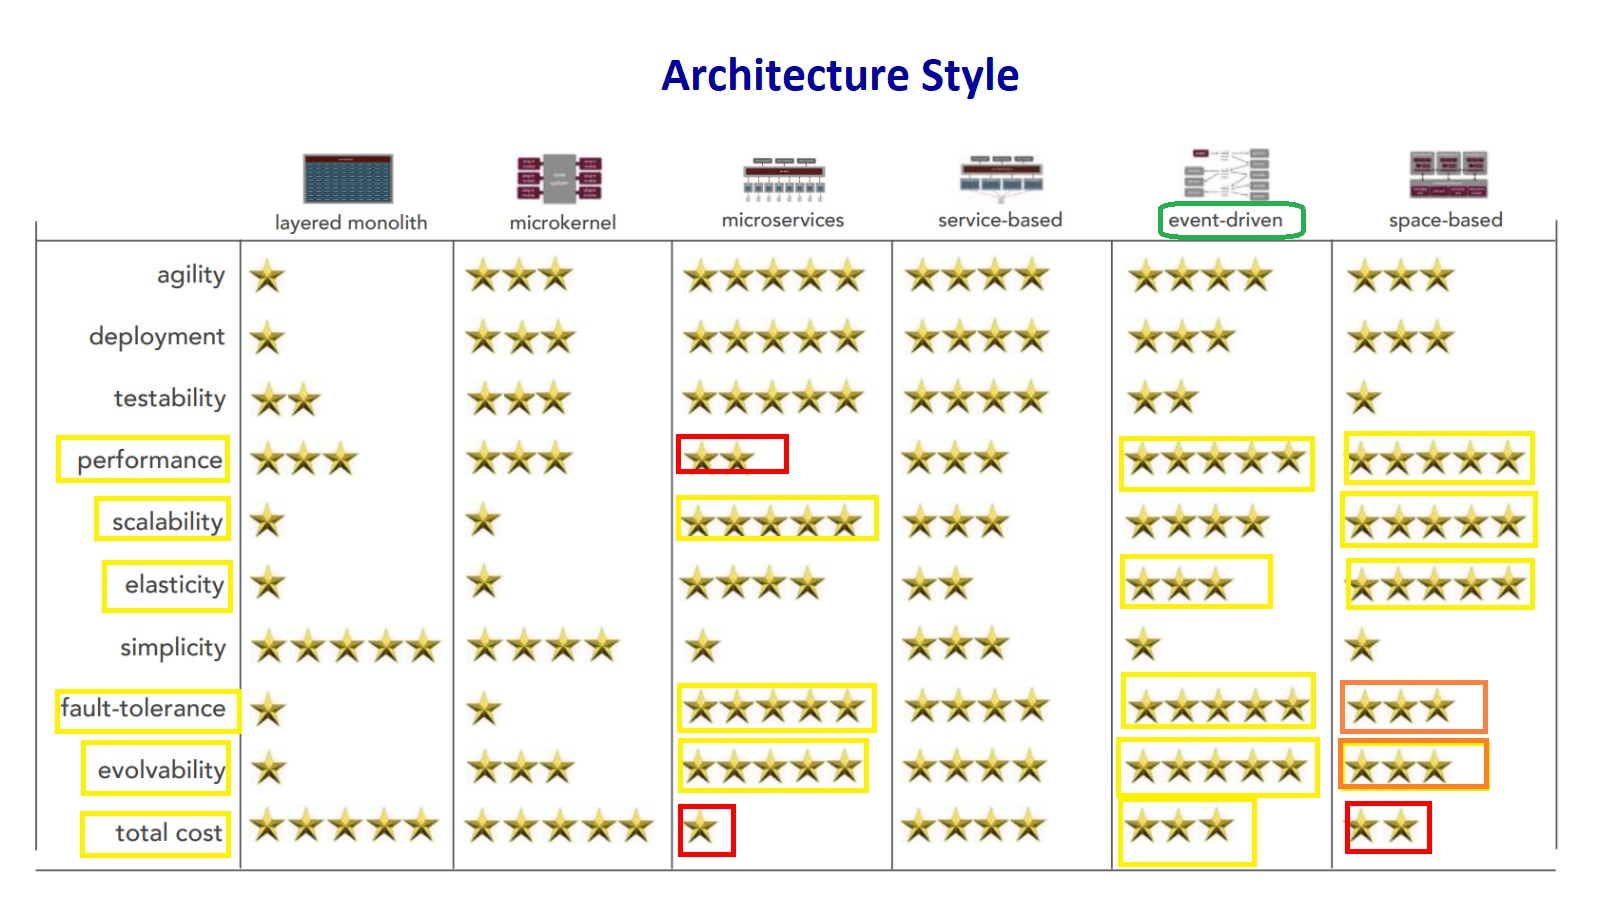 Architecture Style
layered monolith
microkernel
microservices
service-based
event-driven
space-based
agility
deployment
testability
performance
scalability
elasticity
simplicity
fault-tolerance
evolvability
total cost